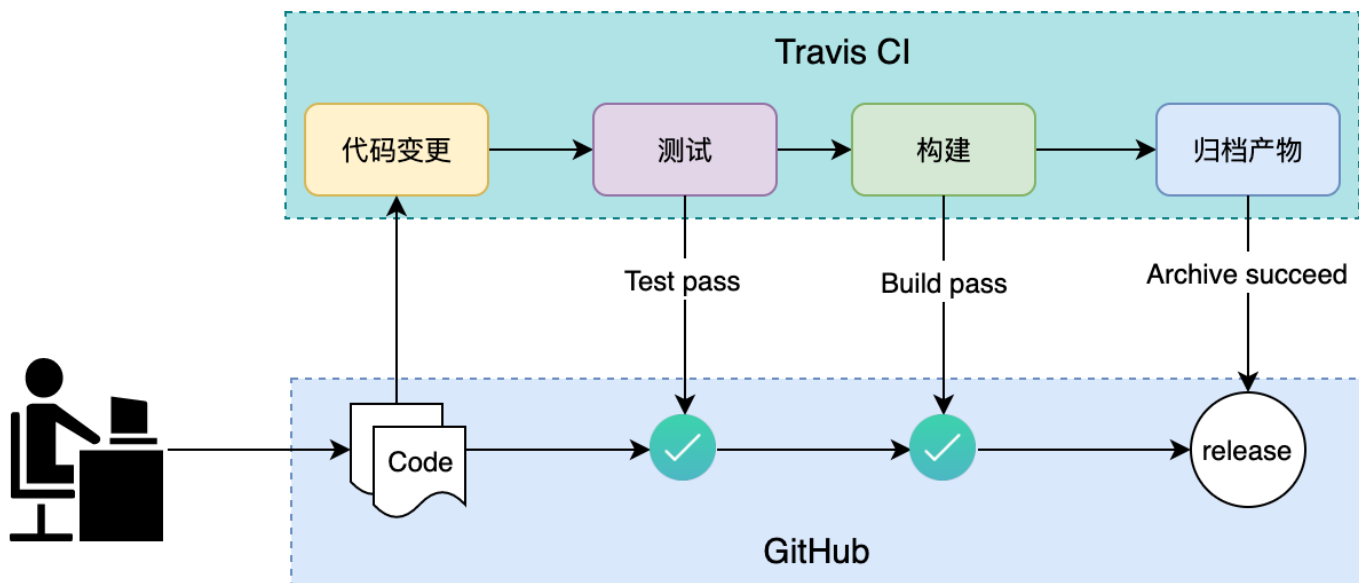 Travis CI
代码变更
测试
构建
归档产物
Test pass
Build pass
Archive succeed
Code
release
GitHub